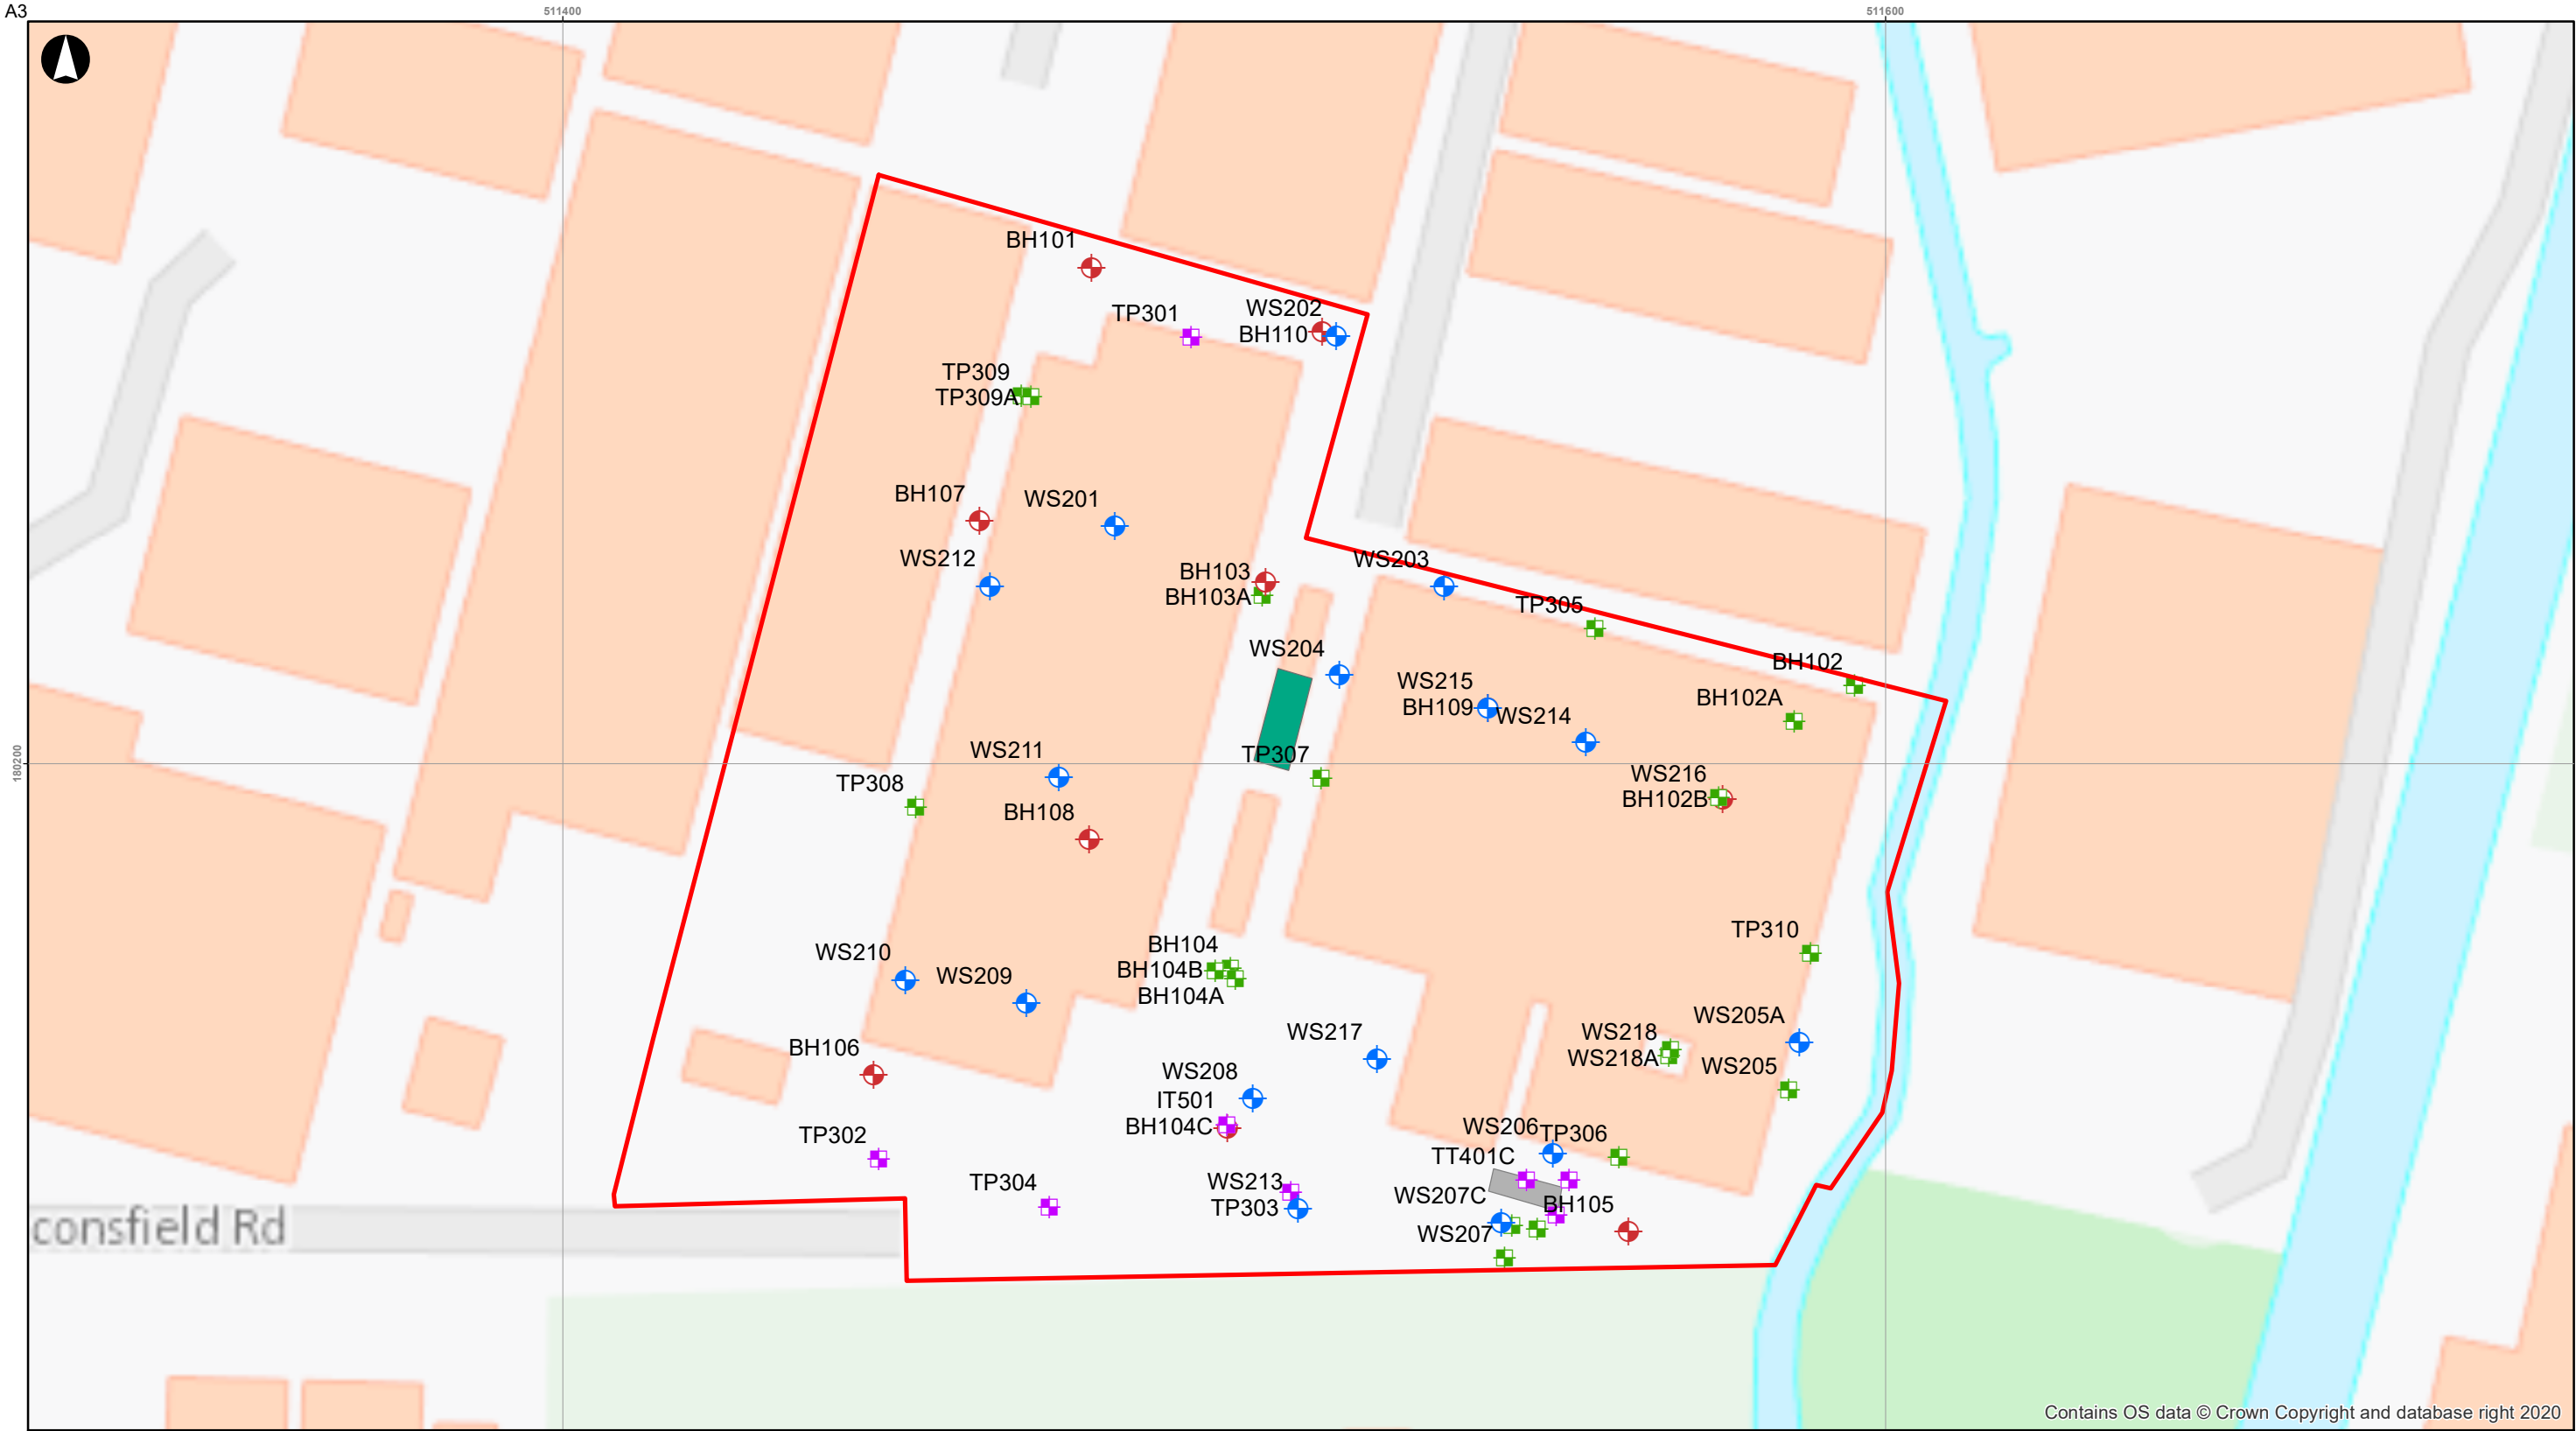 A3
511400
511600
BH101
WS202
TP301
BH110
TP309
TP309A
BH107
WS201
WS212
WS203
BH103
BH103A
TP305
WS204
BH102
WS215
BH102A
BH109
WS214
WS211
TP307
180200
WS216
TP308
BH102B
BH108
TP310
BH104
WS210
BH104B
WS209
BH104A
WS205A
WS217
WS218
BH106
WS218A
WS205
WS208
IT501
BH104C
WS206
TP306
TP302
TT401C
TP304
WS213
WS207C
BH105
TP303
consfield Rd
WS207
Contains OS data © Crown Copyright and database right 2020